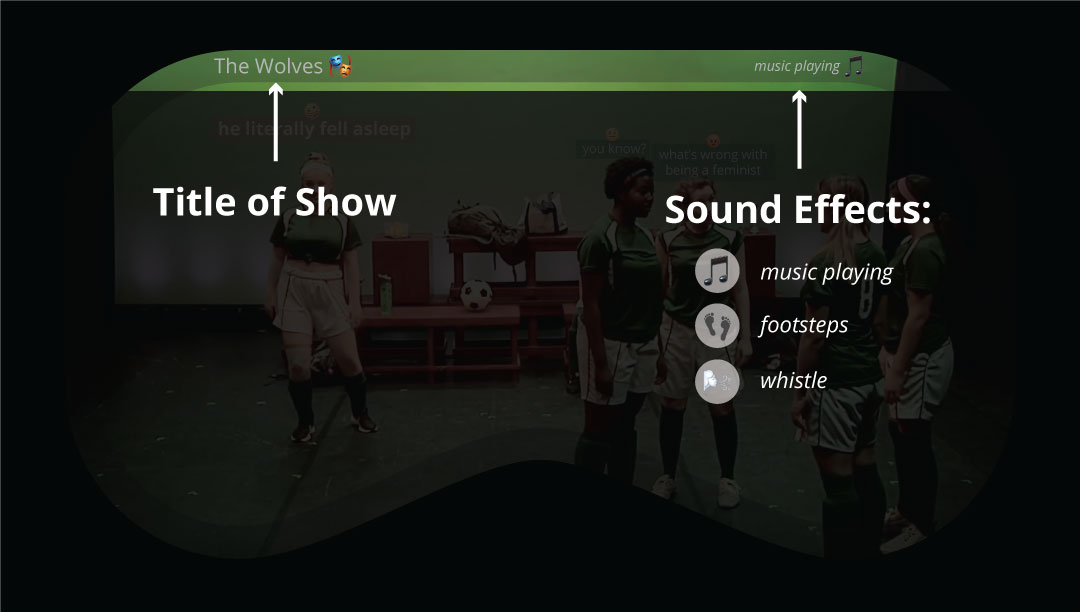 The Wolves
music playing
he literally fell asleep
you know?
what's wrong with
being a feminist
Title of Show
Sound Effects:
music playing
footsteps
whistle